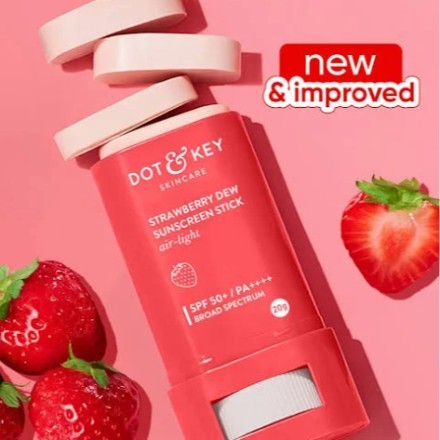 new
& improved
DOT & KEY
SKINCARE
STRAWBERRY DEW
SUNSCREEN STICK
air-light
SPF 50+ / PA++++
BROAD SPECTRUM
20g